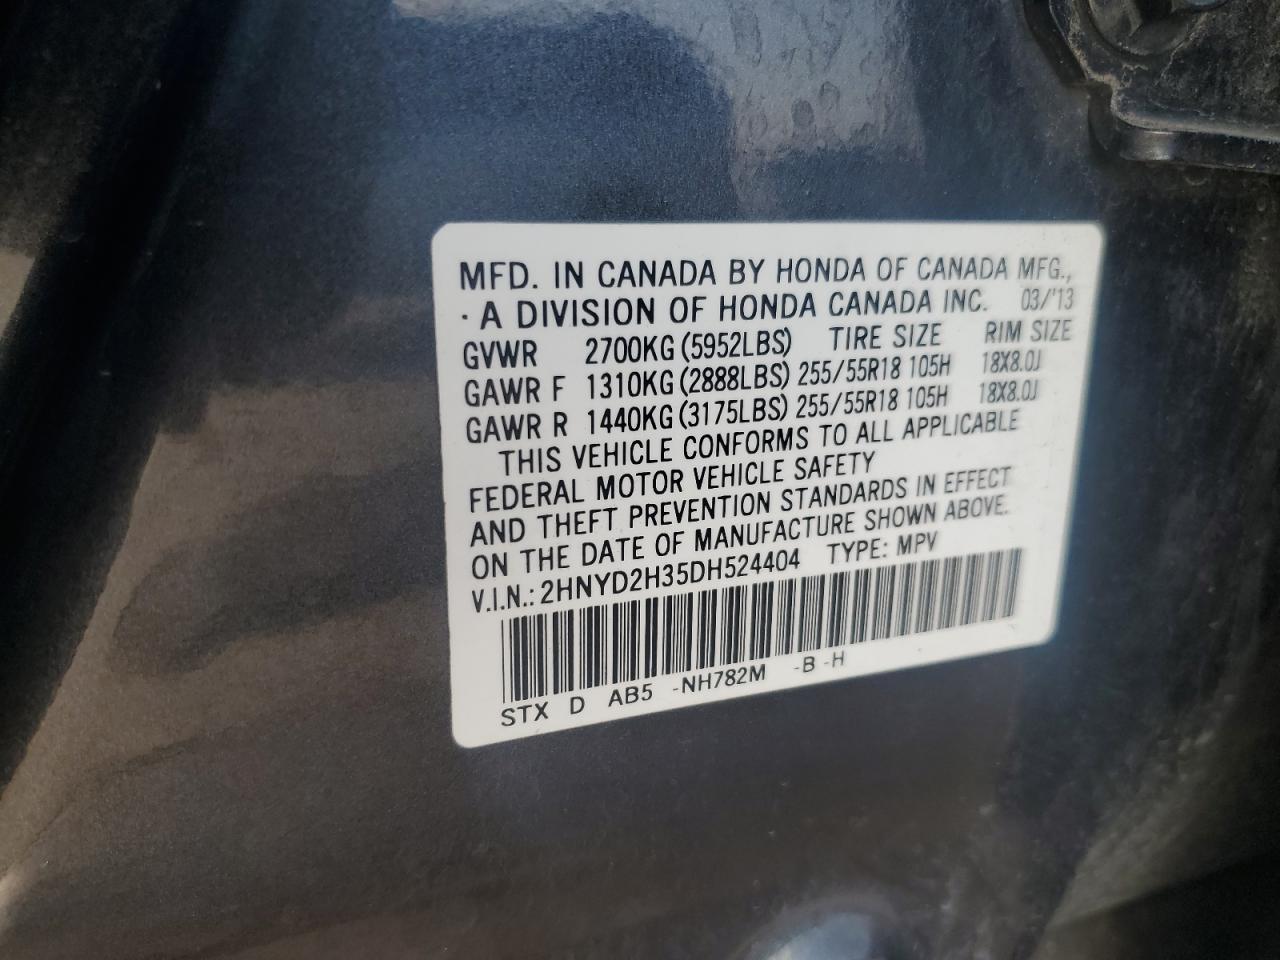 MFD. IN CANADA BY HONDA OF CANADA MFG.,
· A DIVISION OF HONDA CANADA INC. 03/'13
GVWR 2700KG (5952LBS) TIRE SIZE RIM SIZE
GAWR F 1310KG (2888LBS) 255/55R18 105H 18X8.0J
GAWR R 1440KG (3175LBS) 255/55R18 105H 18X8.0J
THIS VEHICLE CONFORMS TO ALL APPLICABLE
FEDERAL MOTOR VEHICLE SAFETY
AND THEFT PREVENTION STANDARDS IN EFFECT
ON THE DATE OF MANUFACTURE SHOWN ABOVE.
V.I.N.: 2HNYD2H35DH524404 TYPE: MPV
STX D AB5 -NH782M -B -H